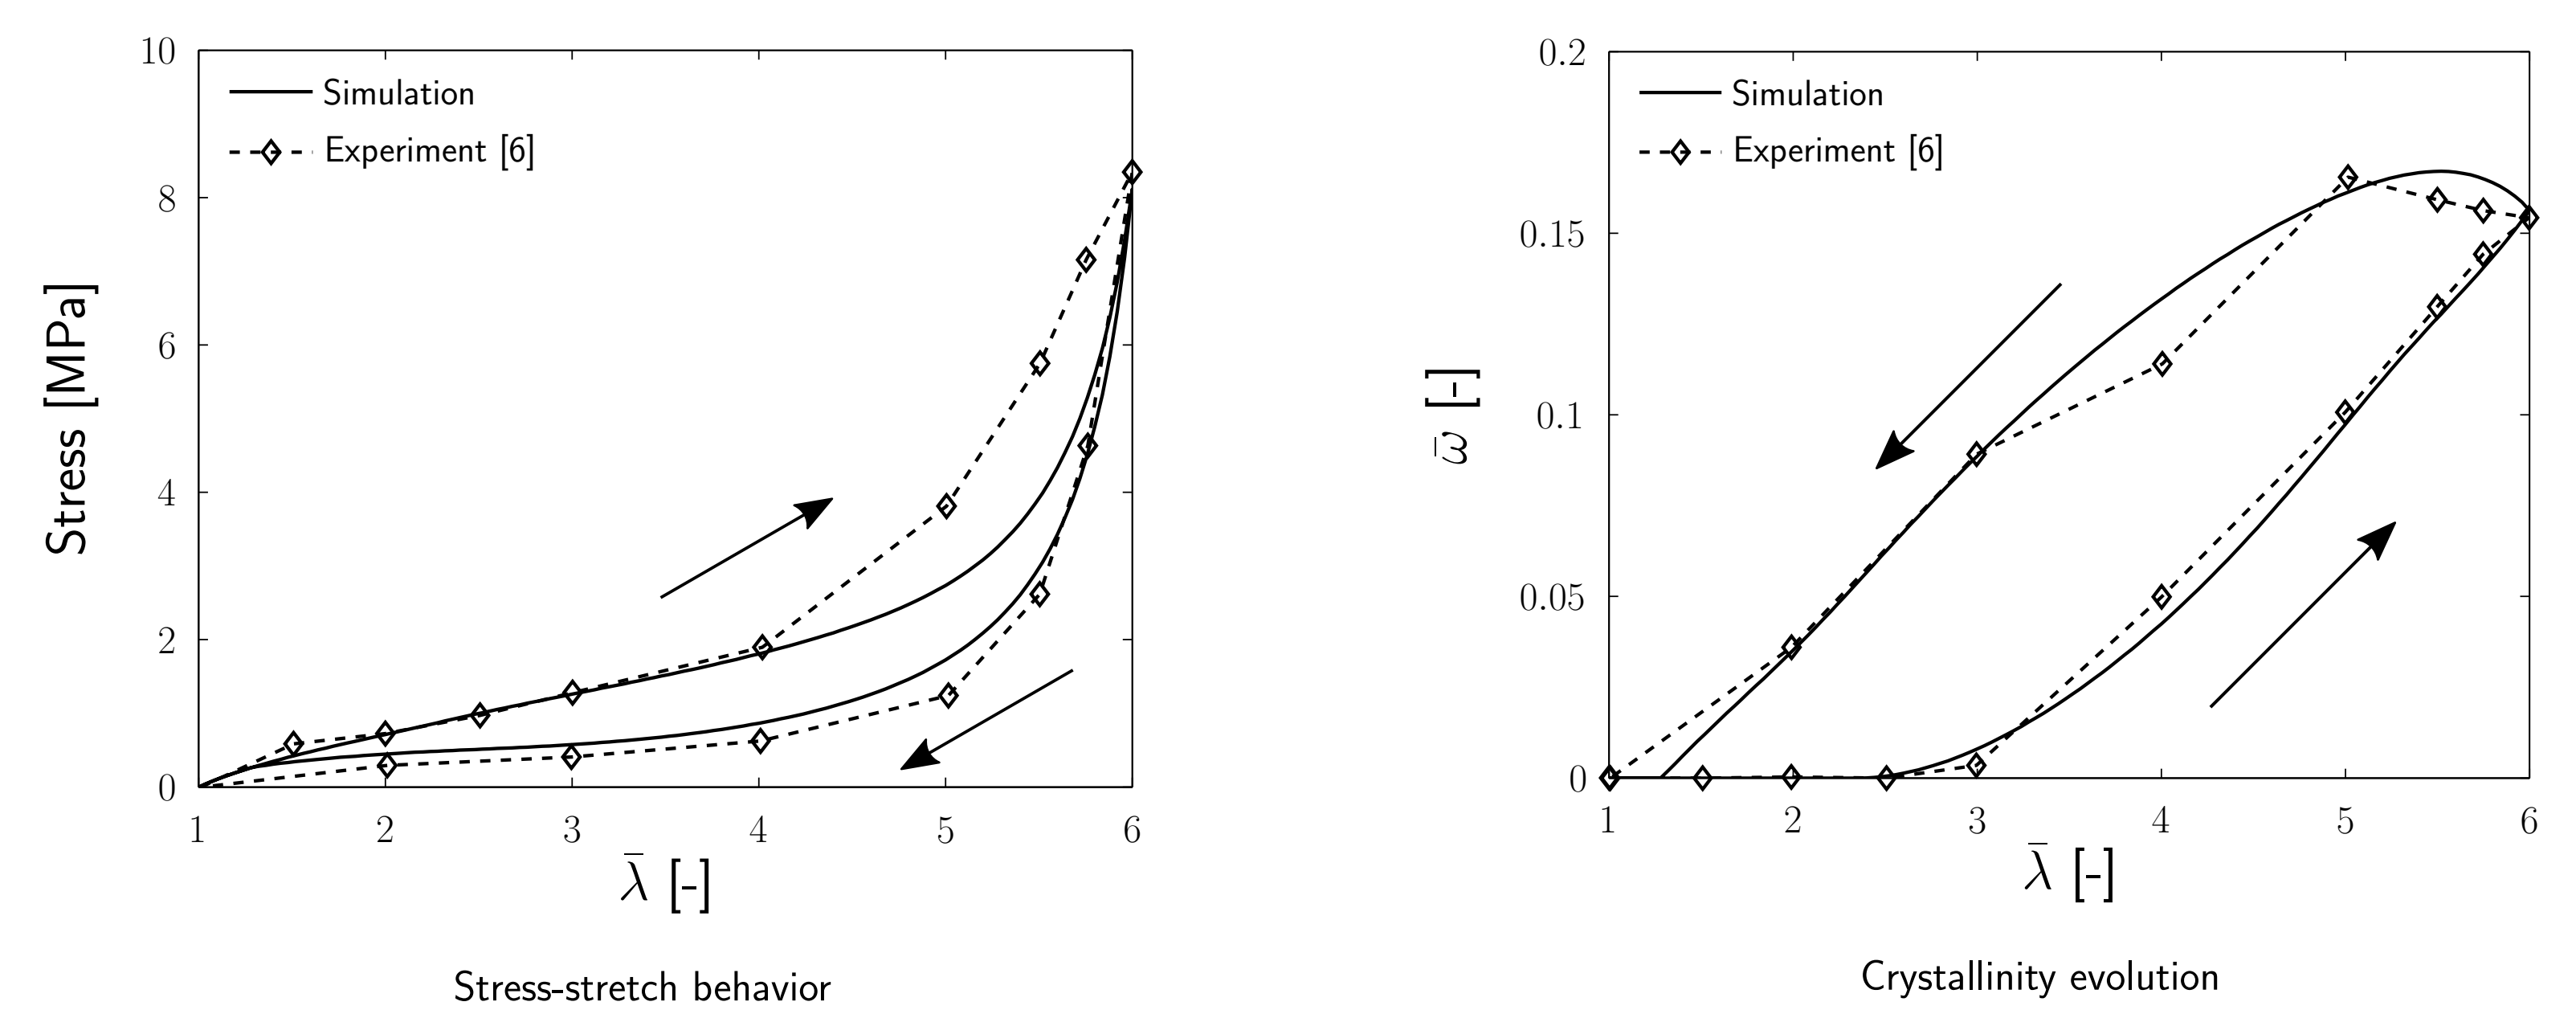 10
8
6
4
2
0
Stress [MPa]
Simulation
Experiment [6]
1 2 3 4 5 6
λ̄ [-]
Stress-stretch behavior
0.2
0.15
0.1
0.05
0
ω̄ [-]
Simulation
Experiment [6]
1 2 3 4 5 6
λ̄ [-]
Crystallinity evolution